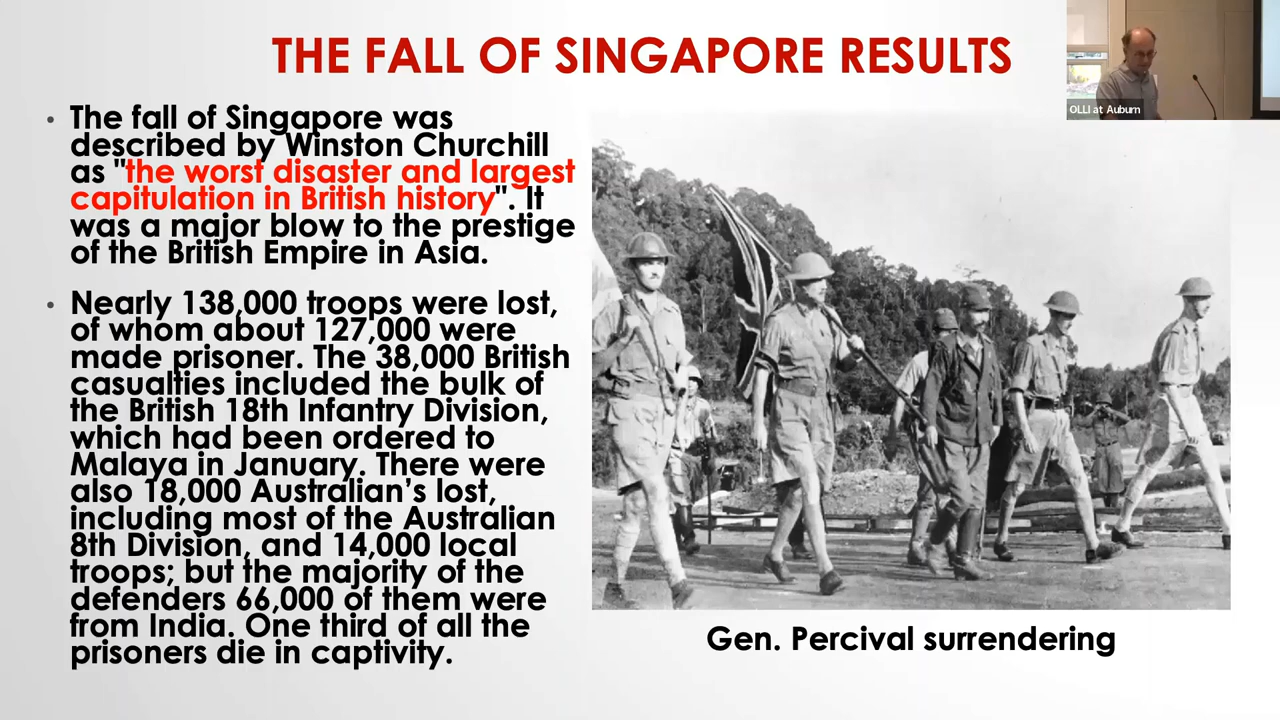 THE FALL OF SINGAPORE RESULTS
OLLI at Auburn
• The fall of Singapore was
described by Winston Churchill
as "the worst disaster and largest
capitulation in British history". It
was a major blow to the prestige
of the British Empire in Asia.
• Nearly 138,000 troops were lost,
of whom about 127,000 were
made prisoner. The 38,000 British
casualties included the bulk of
the British 18th Infantry Division,
which had been ordered to
Malaya in January. There were
also 18,000 Australian’s lost,
including most of the Australian
8th Division, and 14,000 local
troops; but the majority of the
defenders 66,000 of them were
from India. One third of all the
prisoners die in captivity.
Gen. Percival surrendering